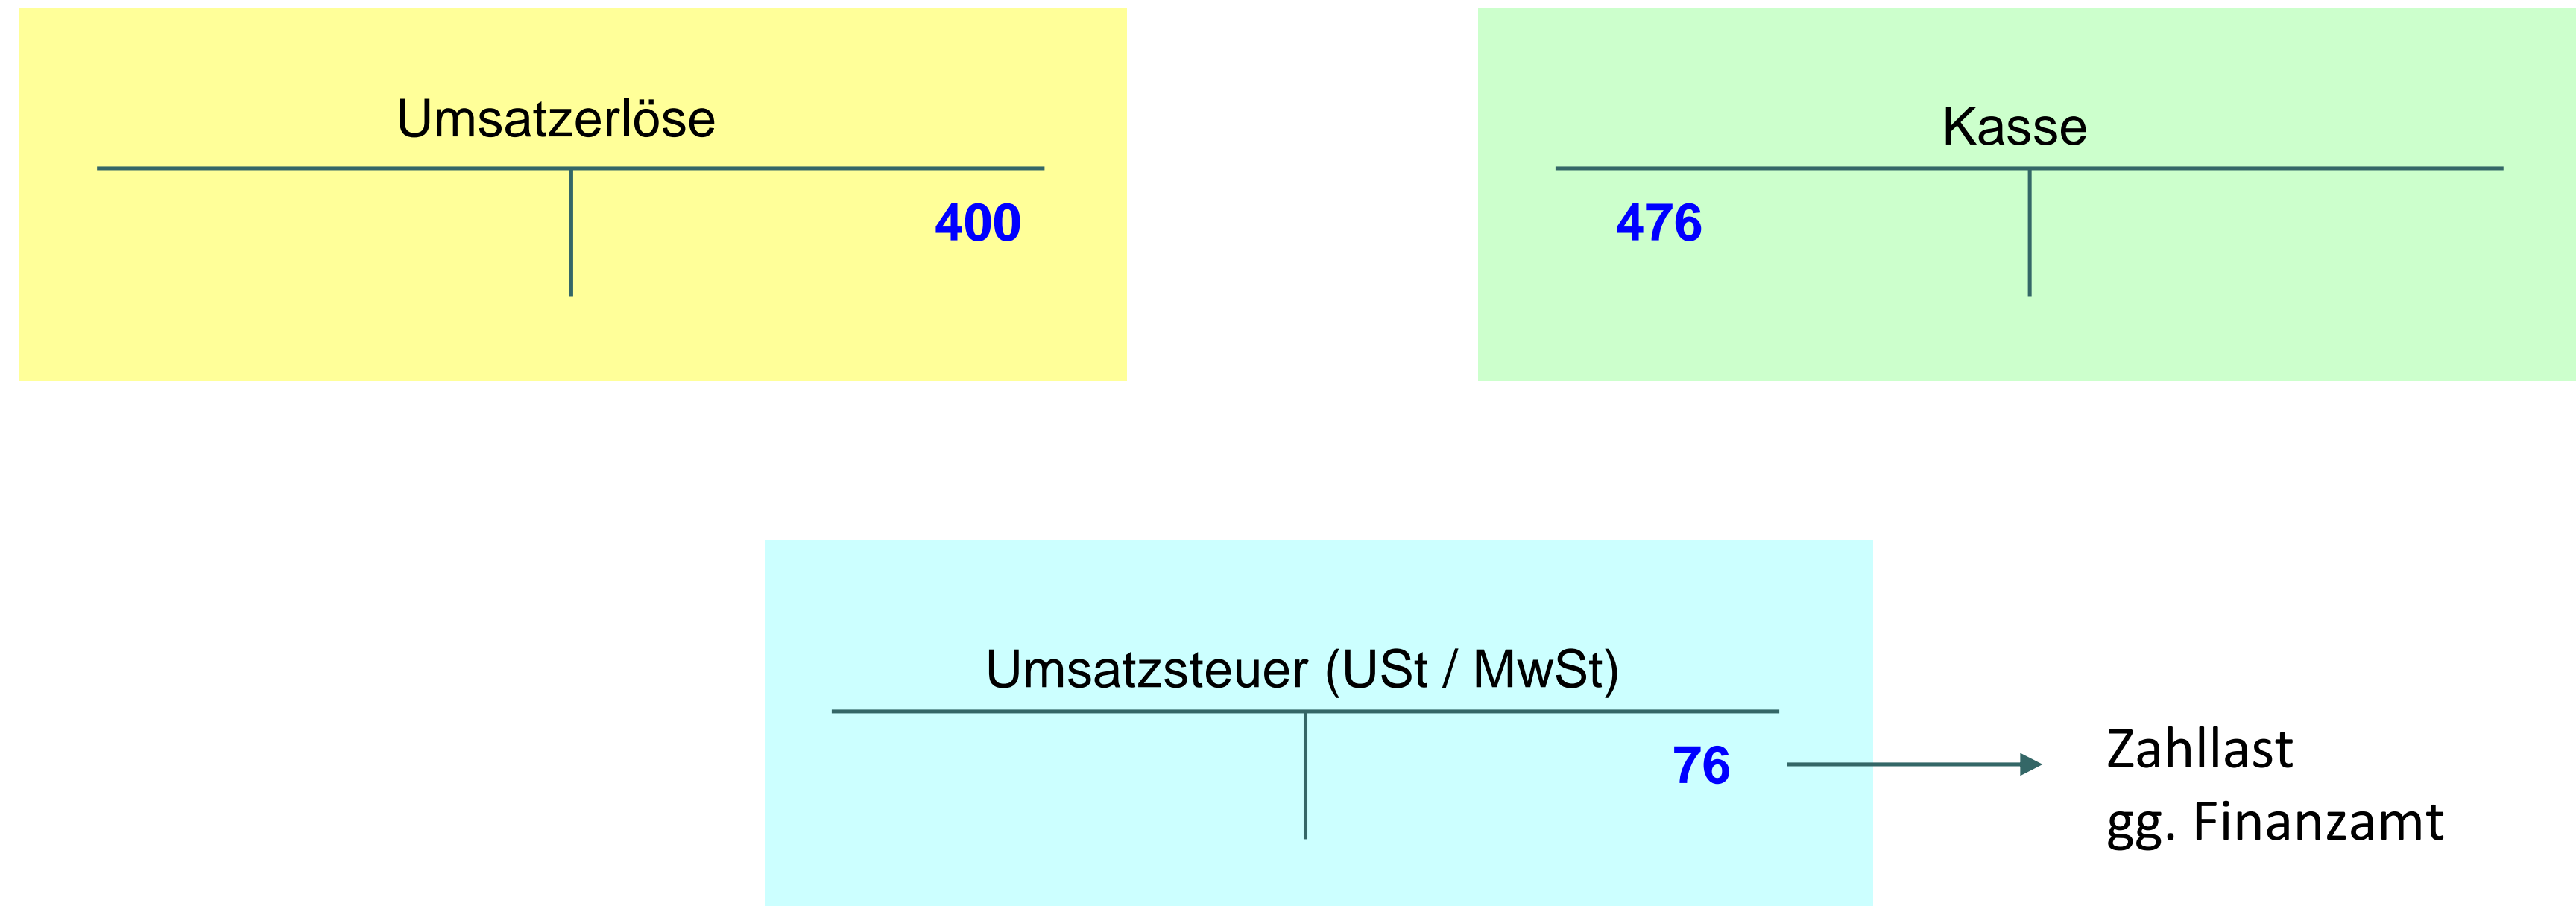 Umsatzerlöse
400
Kasse
476
Umsatzsteuer (USt / MwSt)
76
Zahllast
gg. Finanzamt